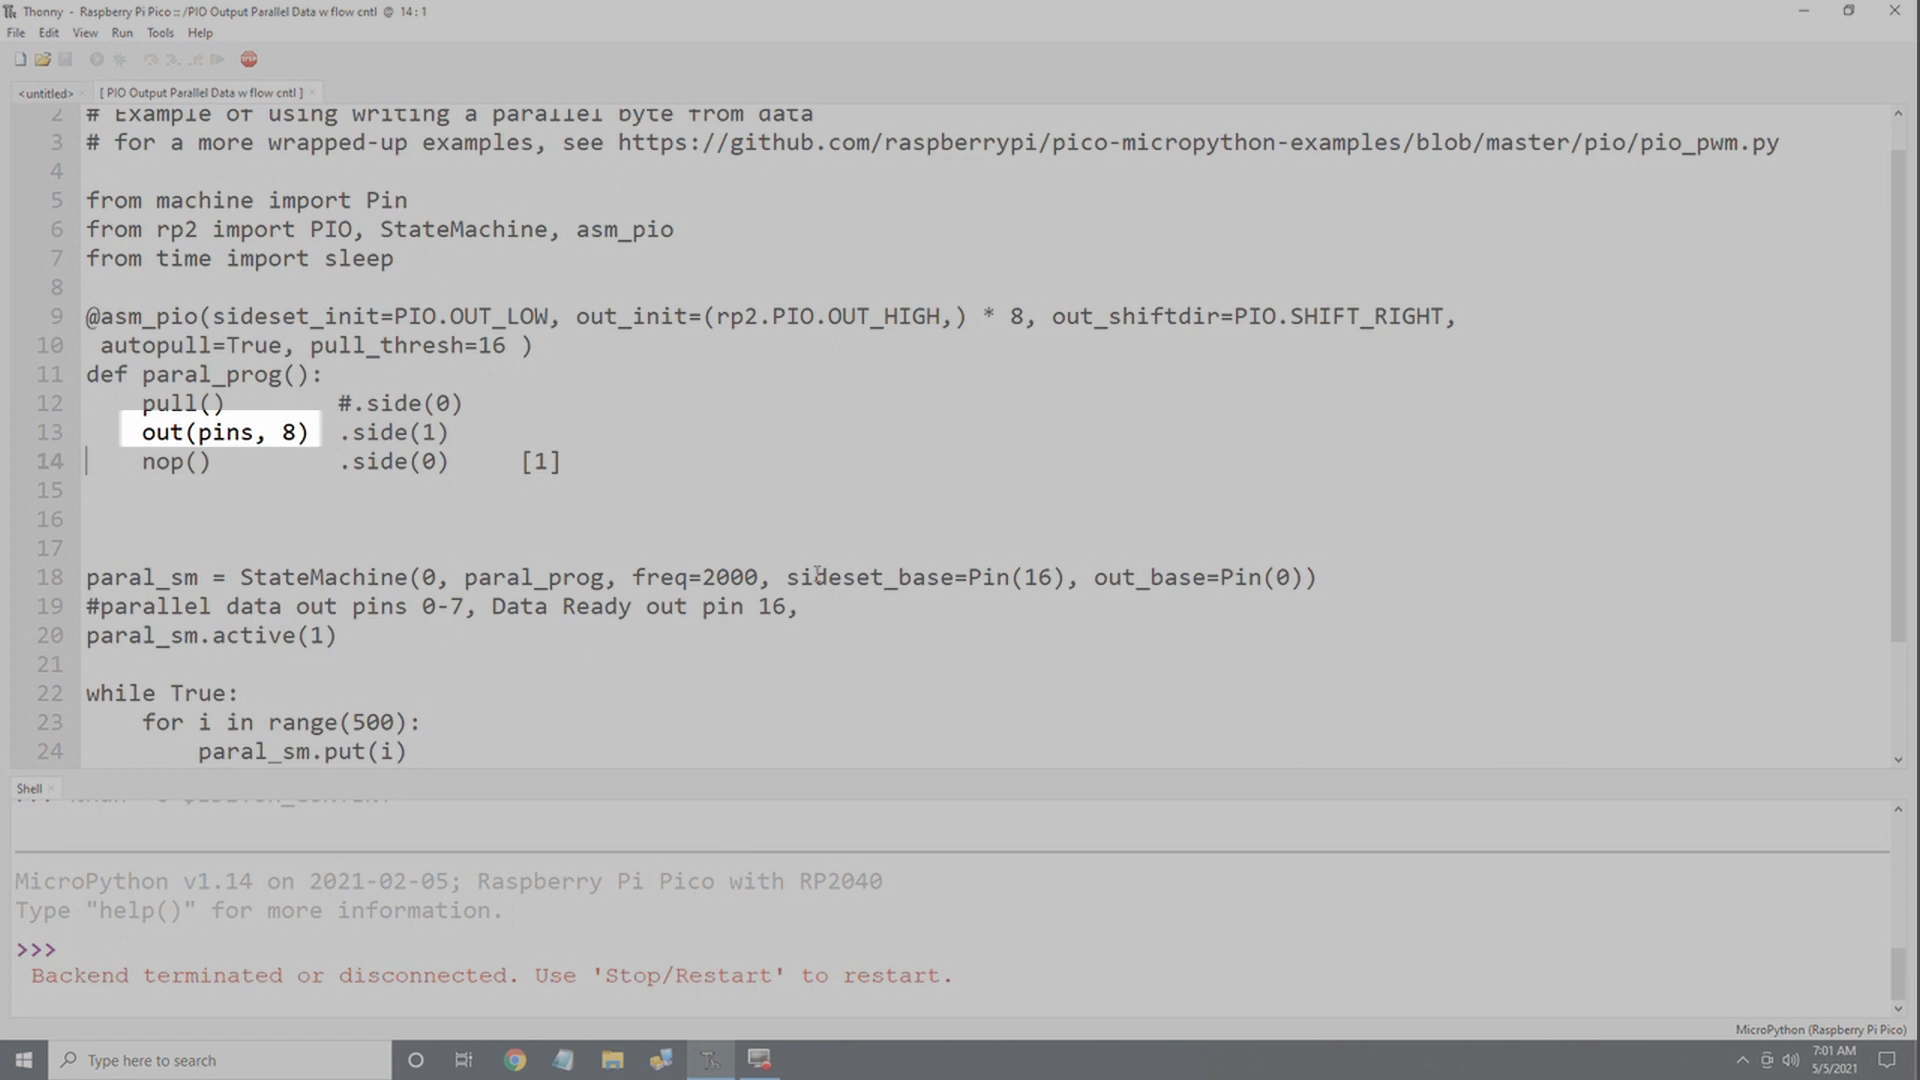 Thonny - Raspberry Pi Pico :: /PIO Output Parallel Data w flow cntl @ 14 : 1
File Edit View Run Tools Help
STOP
<untitled> [ PIO Output Parallel Data w flow cntl ]
2 # Example of using writing a parallel byte from data
3 # for a more wrapped-up examples, see https://github.com/raspberrypi/pico-micropython-examples/blob/master/pio/pio_pwm.py
4
5 from machine import Pin
6 from rp2 import PIO, StateMachine, asm_pio
7 from time import sleep
8
9 @asm_pio(sideset_init=PIO.OUT_LOW, out_init=(rp2.PIO.OUT_HIGH,) * 8, out_shiftdir=PIO.SHIFT_RIGHT,
10 autopull=True, pull_thresh=16 )
11 def paral_prog():
12 pull() #.side(0)
13 out(pins, 8) .side(1)
14 nop() .side(0) [1]
15
16
17
18 paral_sm = StateMachine(0, paral_prog, freq=2000, sideset_base=Pin(16), out_base=Pin(0))
19 #parallel data out pins 0-7, Data Ready out pin 16,
20 paral_sm.active(1)
21
22 while True:
23 for i in range(500):
24 paral_sm.put(i)
Shell
MicroPython v1.14 on 2021-02-05; Raspberry Pi Pico with RP2040
Type "help()" for more information.
>>>
Backend terminated or disconnected. Use 'Stop/Restart' to restart.
MicroPython (Raspberry Pi Pico)
Type here to search
7:01 AM
5/5/2021